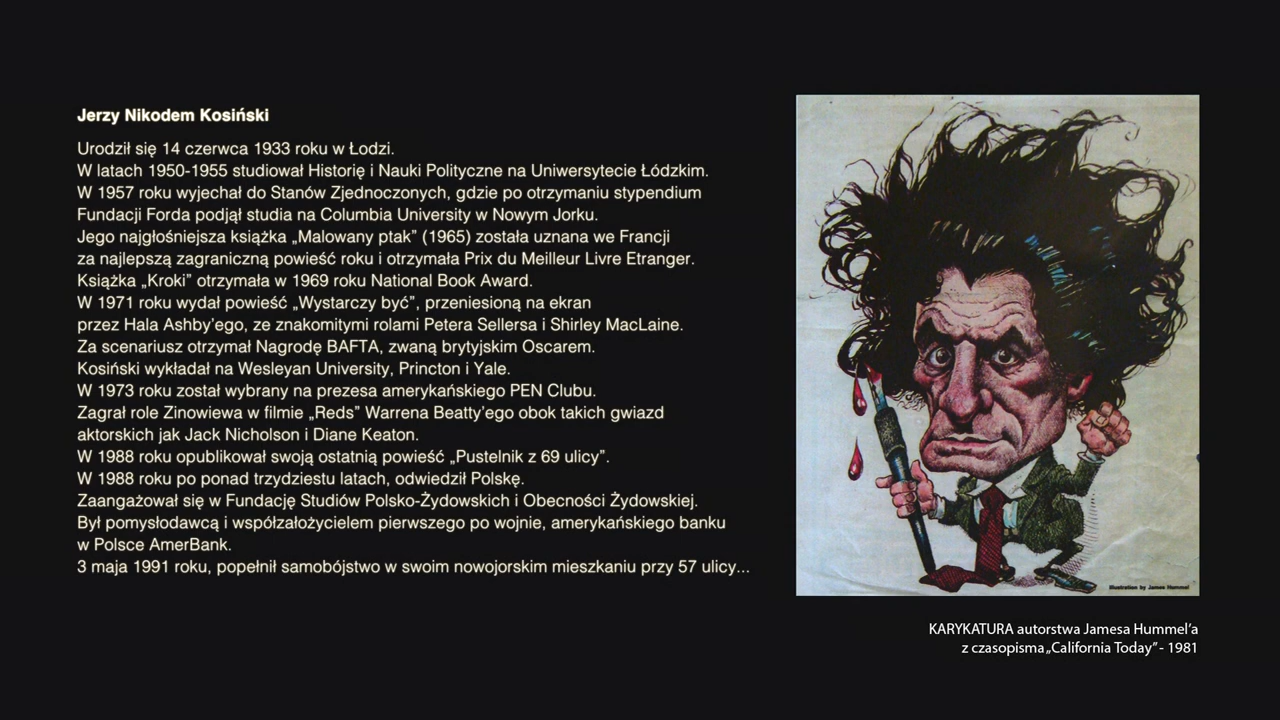 Jerzy Nikodem Kosiński
Urodził się 14 czerwca 1933 roku w Łodzi.
W latach 1950-1955 studiował Historię i Nauki Polityczne na Uniwersytecie Łódzkim.
W 1957 roku wyjechał do Stanów Zjednoczonych, gdzie po otrzymaniu stypendium
Fundacji Forda podjął studia na Columbia University w Nowym Jorku.
Jego najgłośniejsza książka „Malowany ptak” (1965) została uznana we Francji
za najlepszą zagraniczną powieść roku i otrzymała Prix du Meilleur Livre Etranger.
Książka „Kroki” otrzymała w 1969 roku National Book Award.
W 1971 roku wydał powieść „Wystarczy być”, przeniesioną na ekran
przez Hala Ashby’ego, ze znakomitymi rolami Petera Sellersa i Shirley MacLaine.
Za scenariusz otrzymał Nagrodę BAFTA, zwaną brytyjskim Oscarem.
Kosiński wykładał na Wesleyan University, Princton i Yale.
W 1973 roku został wybrany na prezesa amerykańskiego PEN Clubu.
Zagrał role Zinowiewa w filmie „Reds” Warrena Beatty’ego obok takich gwiazd
aktorskich jak Jack Nicholson i Diane Keaton.
W 1988 roku opublikował swoją ostatnią powieść „Pustelnik z 69 ulicy”.
W 1988 roku po ponad trzydziestu latach, odwiedził Polskę.
Zaangażował się w Fundację Studiów Polsko-Żydowskich i Obecności Żydowskiej.
Był pomysłodawcą i współzałożycielem pierwszego po wojnie, amerykańskiego banku
w Polsce AmerBank.
3 maja 1991 roku, popełnił samobójstwo w swoim nowojorskim mieszkaniu przy 57 ulicy...
Illustration by James Hummel
KARYKATURA autorstwa Jamesa Hummel’a
z czasopisma „California Today” - 1981